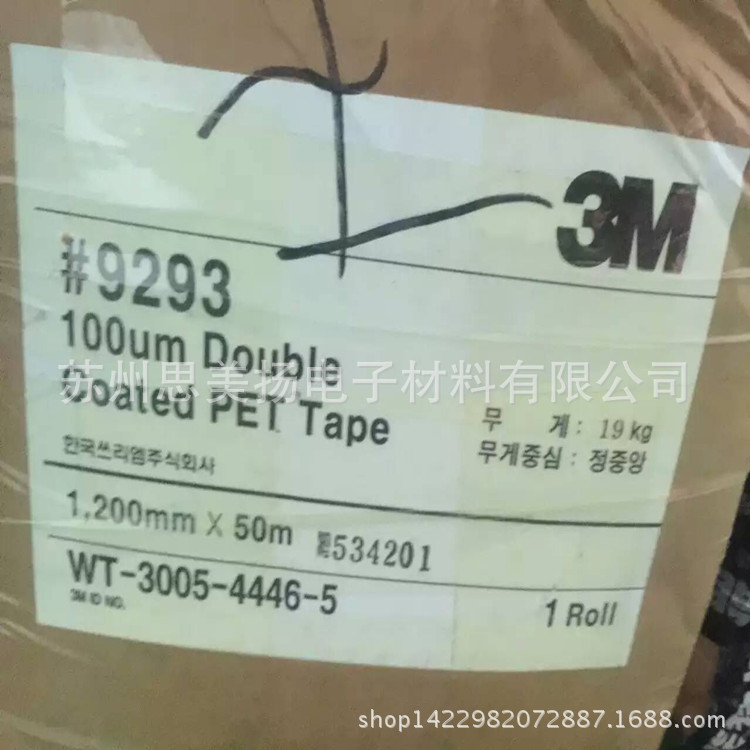 3M
#9293
100um Double
Coated PET Tape
苏州思美扬电子材料有限公司
무 게 : 19 kg
무게중심 : 정중앙
한국쓰리엠주식회사
1,200mm X 50m 534201
WT-3005-4446-5
3M ID NO.
1 Roll
shop1422982072887.1688.com